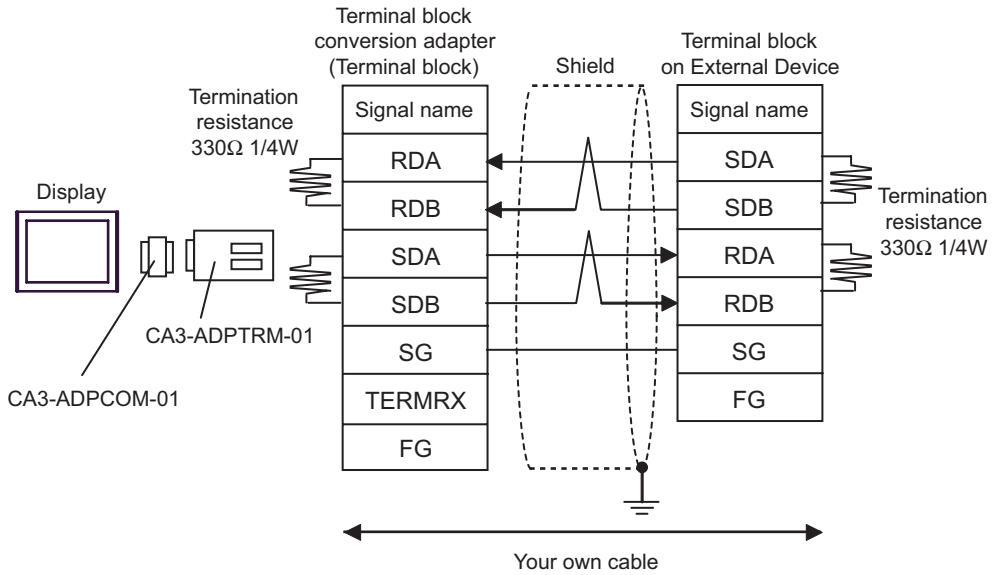 Terminal block
conversion adapter
(Terminal block)
Shield
Terminal block
on External Device
Termination
resistance
330Ω 1/4W
Signal name
RDA
RDB
SDA
SDB
SG
TERMRX
FG
Signal name
SDA
SDB
RDA
RDB
SG
FG
Termination
resistance
330Ω 1/4W
Display
CA3-ADPTRM-01
CA3-ADPCOM-01
Your own cable